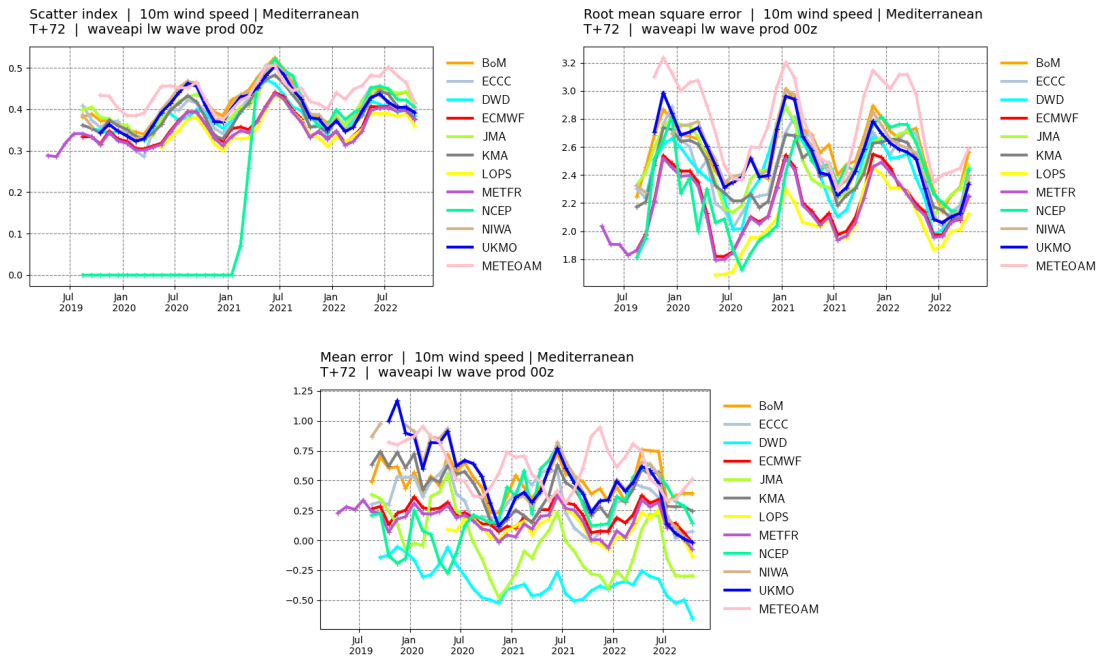 Scatter index | 10m wind speed | Mediterranean
T+72 | waveapi lw wave prod 00z
0.5
0.4
0.3
0.2
0.1
0.0
Jul 2019
Jan 2020
Jul 2020
Jan 2021
Jul 2021
Jan 2022
Jul 2022
BoM
ECCC
DWD
ECMWF
JMA
KMA
LOPS
METFR
NCEP
NIWA
UKMO
METEOAM
Root mean square error | 10m wind speed | Mediterranean
T+72 | waveapi lw wave prod 00z
3.2
3.0
2.8
2.6
2.4
2.2
2.0
1.8
Jul 2019
Jan 2020
Jul 2020
Jan 2021
Jul 2021
Jan 2022
Jul 2022
BoM
ECCC
DWD
ECMWF
JMA
KMA
LOPS
METFR
NCEP
NIWA
UKMO
METEOAM
Mean error | 10m wind speed | Mediterranean
T+72 | waveapi lw wave prod 00z
1.25
1.00
0.75
0.50
0.25
0.00
−0.25
−0.50
Jul 2019
Jan 2020
Jul 2020
Jan 2021
Jul 2021
Jan 2022
Jul 2022
BoM
ECCC
DWD
ECMWF
JMA
KMA
LOPS
METFR
NCEP
NIWA
UKMO
METEOAM